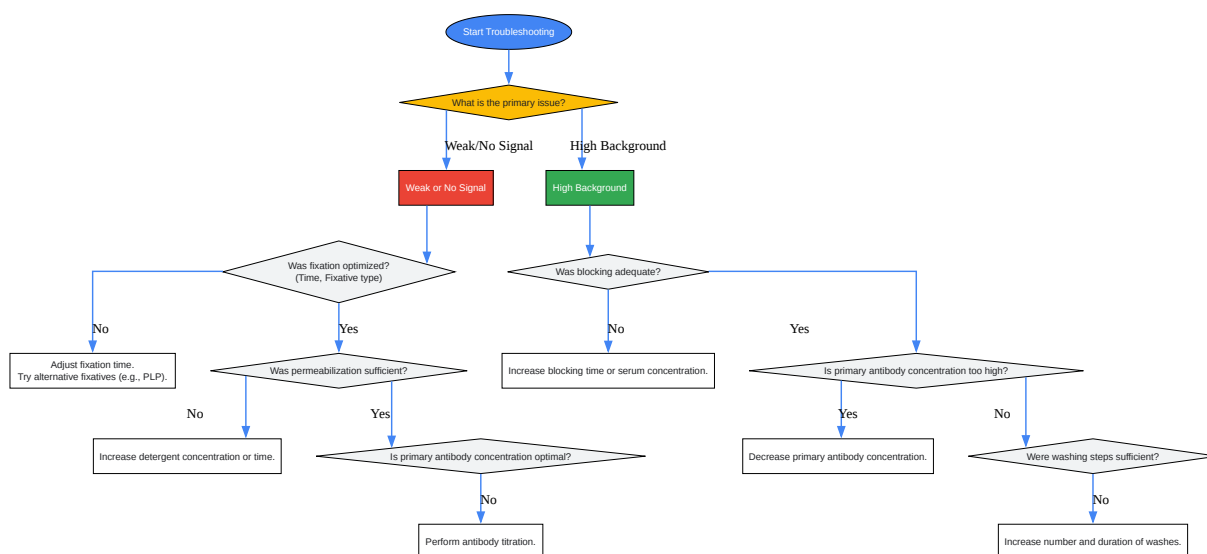 Start Troubleshooting
What is the primary issue?
Weak/No Signal
High Background
Weak or No Signal
High Background
Was fixation optimized?
(Time, Fixative type)
Was blocking adequate?
No
Yes
No
Yes
Adjust fixation time.
Try alternative fixatives (e.g., PLP).
Was permeabilization sufficient?
Increase blocking time or serum concentration.
Is primary antibody concentration too high?
No
Yes
Yes
No
Increase detergent concentration or time.
Is primary antibody concentration optimal?
Decrease primary antibody concentration.
Were washing steps sufficient?
No
No
Perform antibody titration.
Increase number and duration of washes.